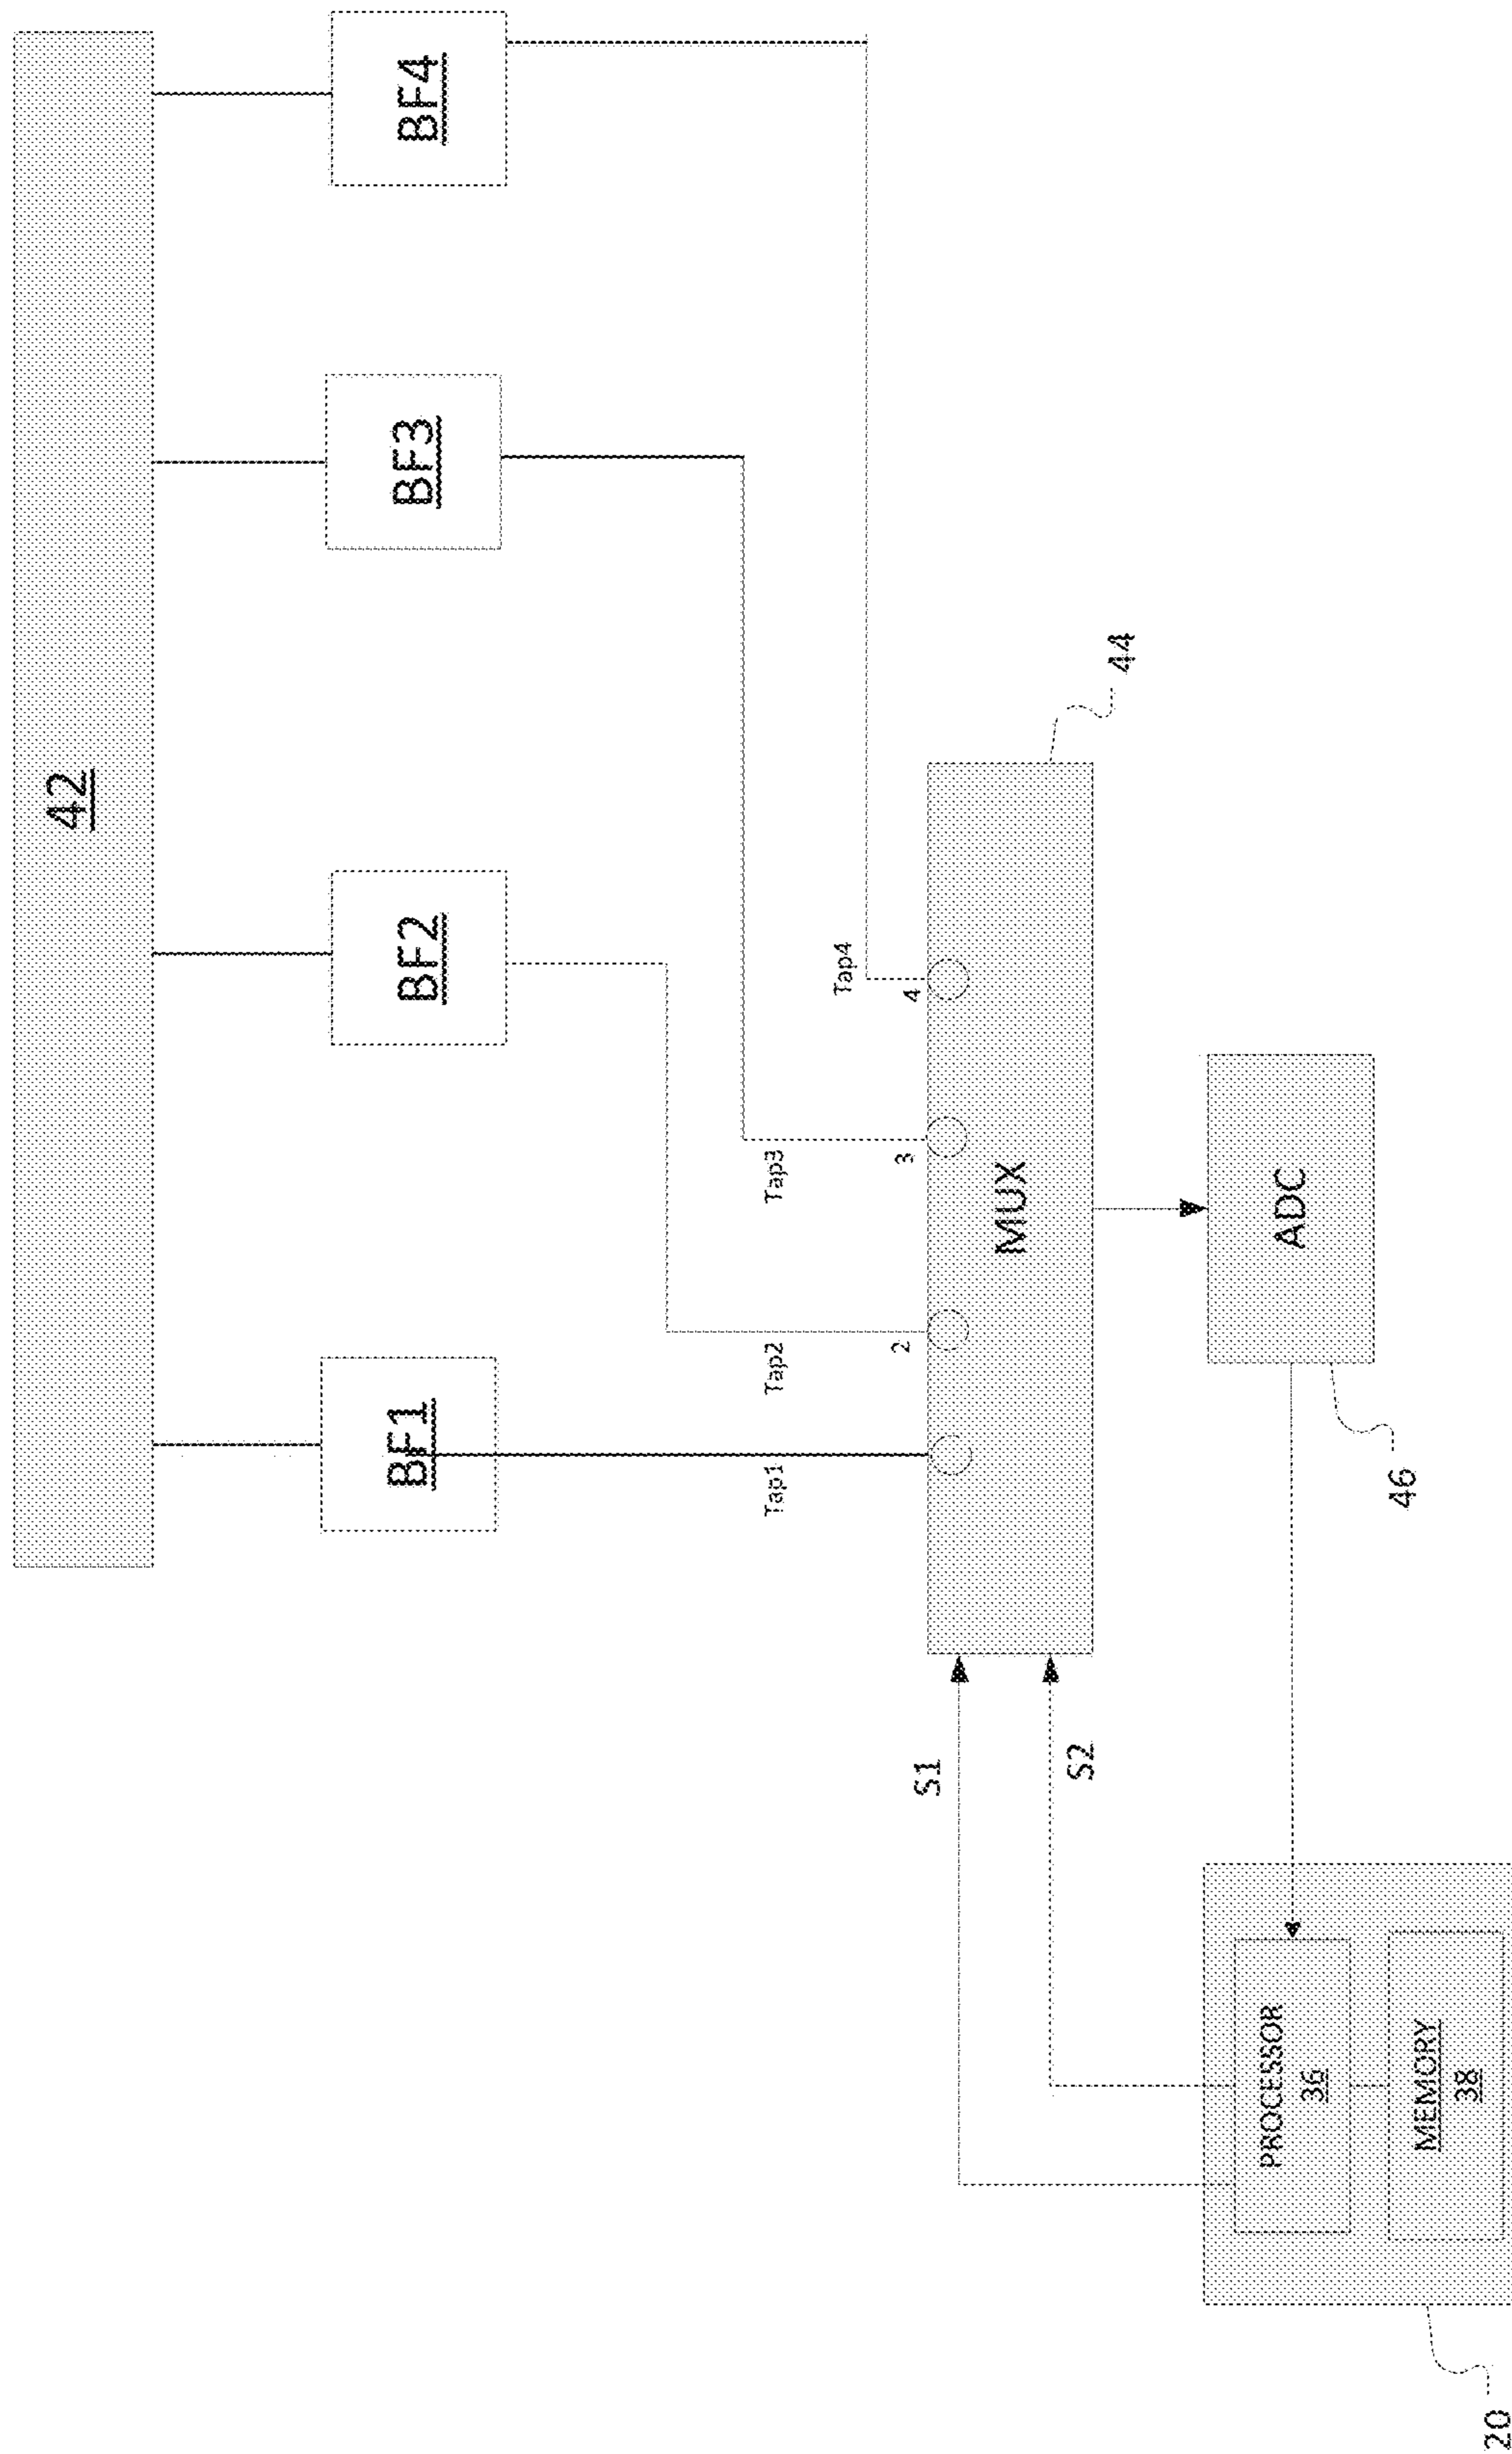 42
BF1
BF2
BF3
BF4
Tap1
Tap2
Tap3
Tap4
2
3
4
MUX
44
S1
S2
ADC
46
PROCESSOR
36
MEMORY
38
20